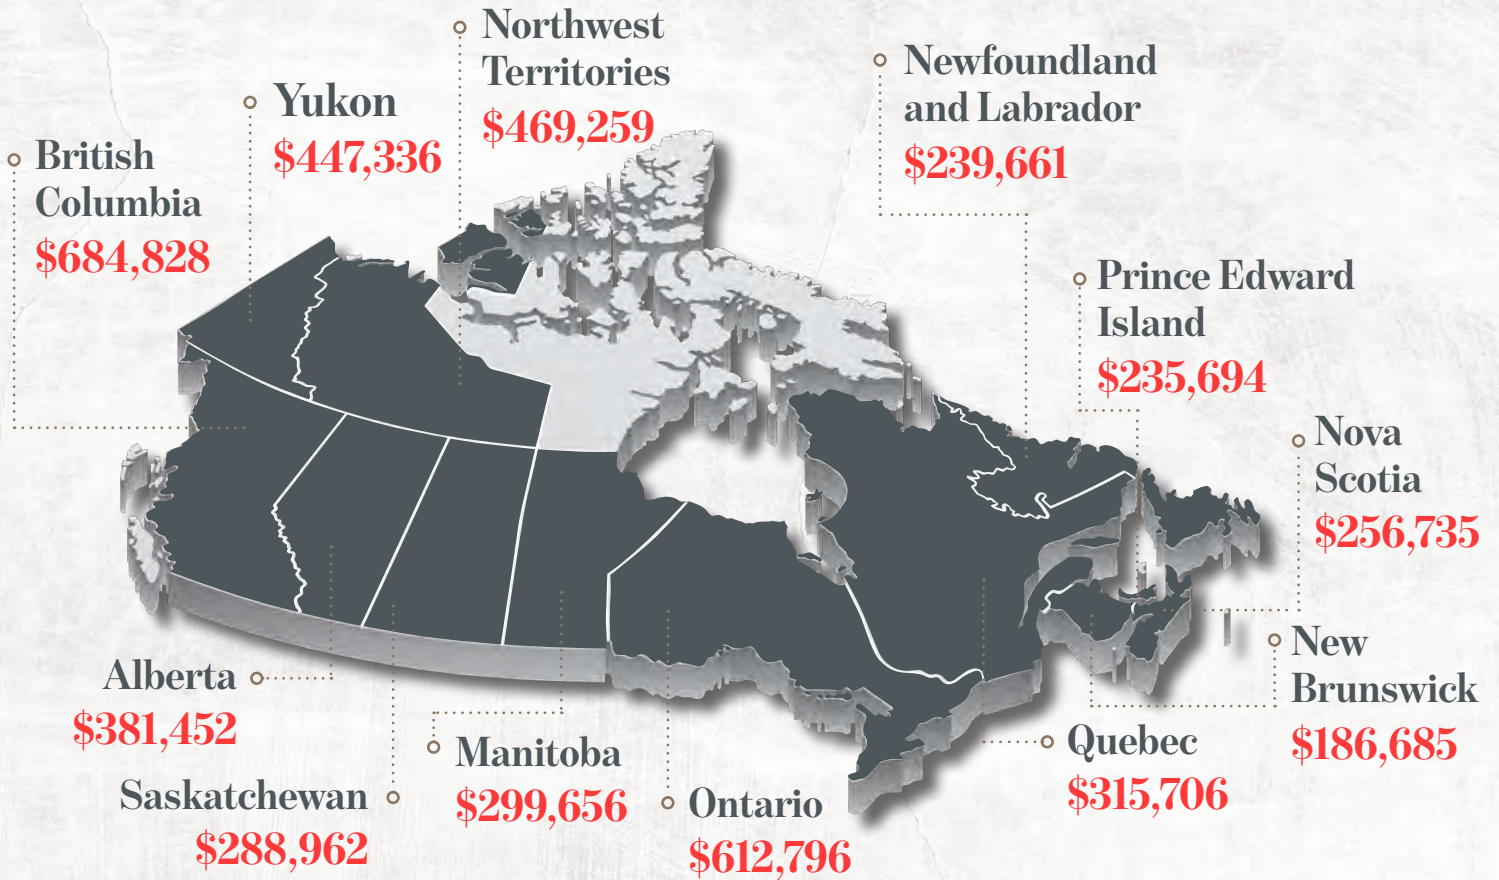 Northwest
Territories
$469,259
Newfoundland
and Labrador
$239,661
Yukon
$447,336
British
Columbia
$684,828
Prince Edward
Island
$235,694
Nova
Scotia
$256,735
New
Brunswick
$186,685
Alberta
$381,452
Saskatchewan
$288,962
Manitoba
$299,656
Ontario
$612,796
Quebec
$315,706